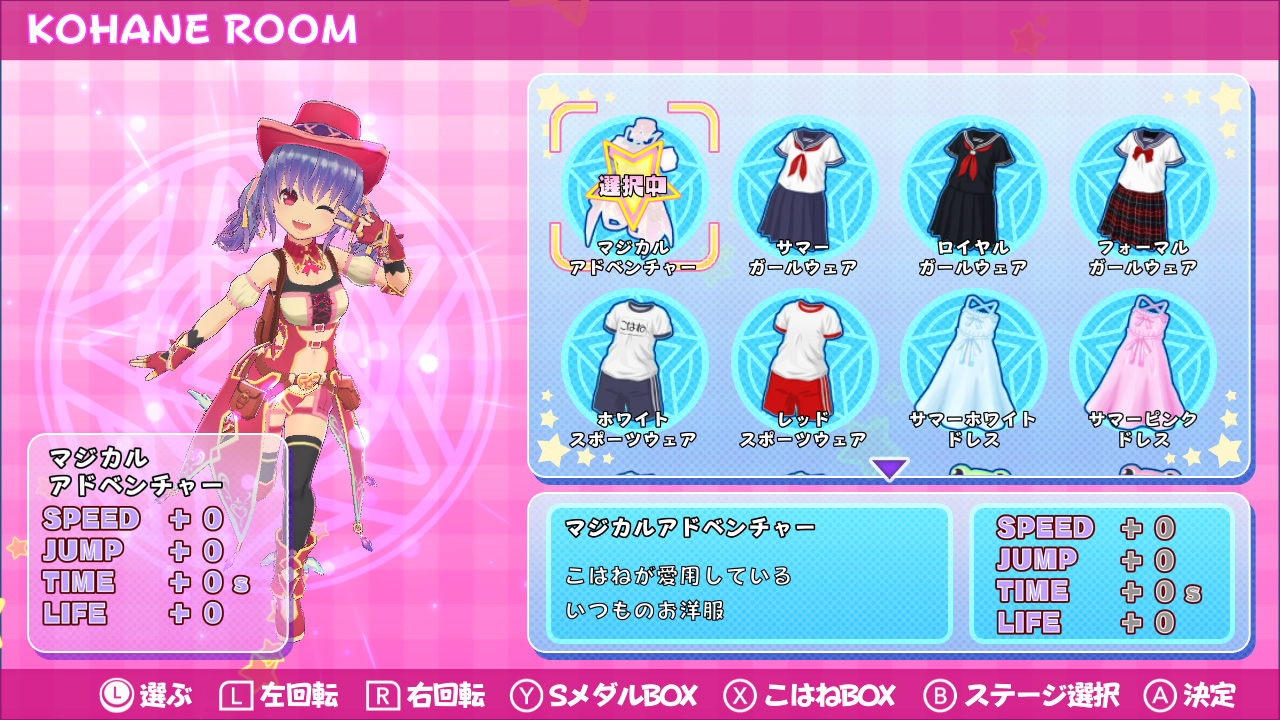 KOHANE ROOM
選択中
マジカル
アドベンチャー
サマー
ガールウェア
ロイヤル
ガールウェア
フォーマル
ガールウェア
こはね
ホワイト
スポーツウェア
レッド
スポーツウェア
サマーホワイト
ドレス
サマーピンク
ドレス
マジカル
アドベンチャー
SPEED + 0
JUMP + 0
TIME + 0 s
LIFE + 0
マジカルアドベンチャー
こはねが愛用している
いつものお洋服
SPEED + 0
JUMP + 0
TIME + 0 s
LIFE + 0
L 選ぶ L 左回転 R 右回転 Y SメダルBOX X こはねBOX B ステージ選択 A 決定